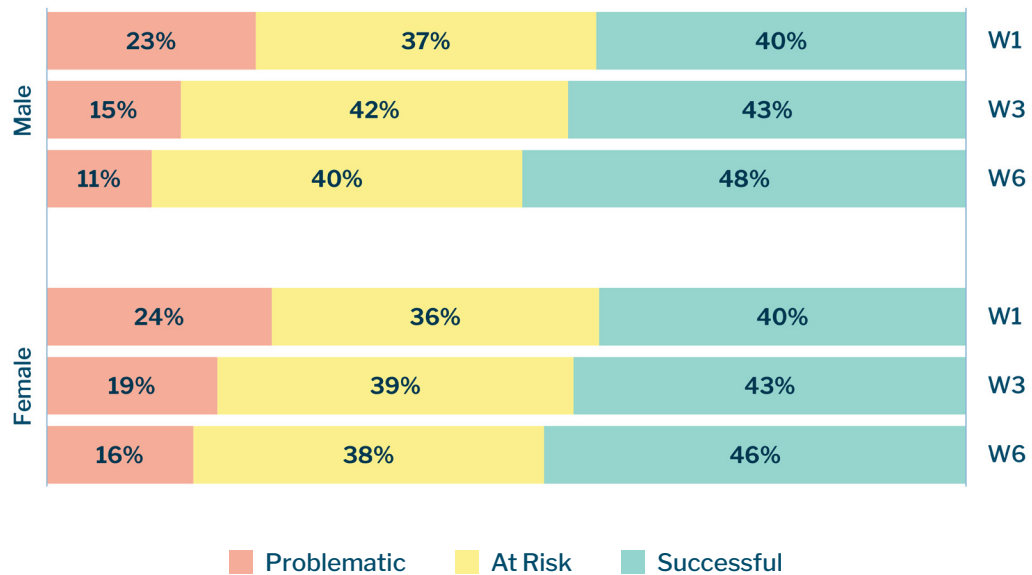 Male
23% 37% 40% W1
15% 42% 43% W3
11% 40% 48% W6
Female
24% 36% 40% W1
19% 39% 43% W3
16% 38% 46% W6
Problematic At Risk Successful